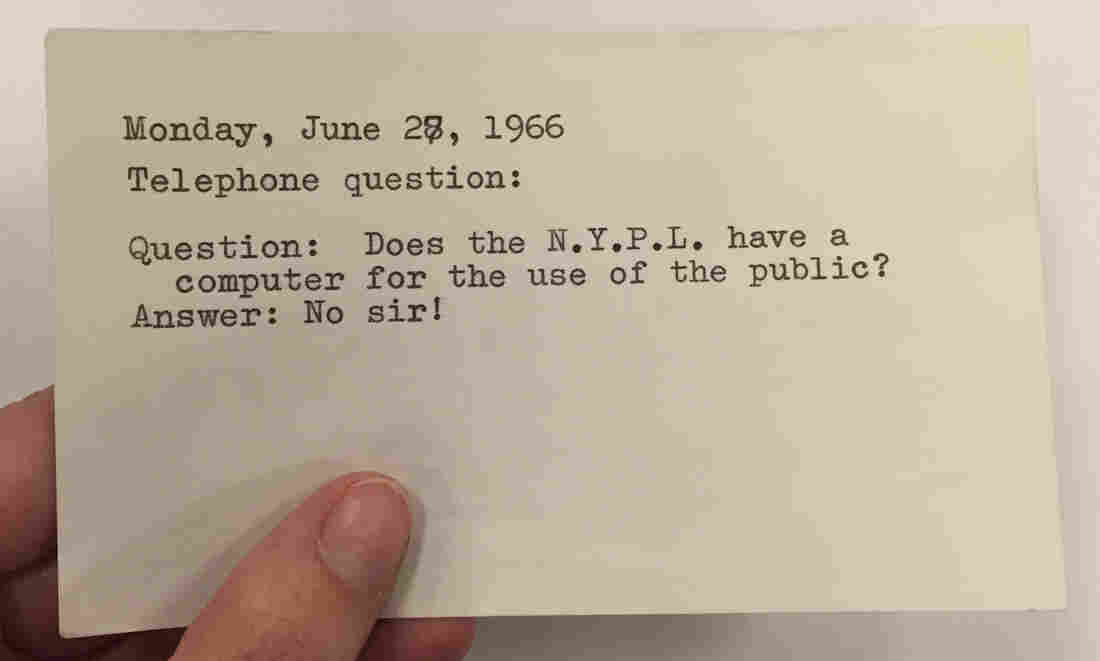 Monday, June 27, 1966
Telephone question:
Question: Does the N.Y.P.L. have a
computer for the use of the public?
Answer: No sir!